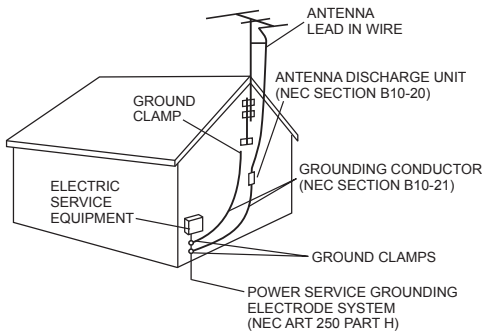 ANTENNA
LEAD IN WIRE
ANTENNA DISCHARGE UNIT
(NEC SECTION B10-20)
GROUND
CLAMP
GROUNDING CONDUCTOR
(NEC SECTION B10-21)
ELECTRIC
SERVICE
EQUIPMENT
GROUND CLAMPS
POWER SERVICE GROUNDING
ELECTRODE SYSTEM
(NEC ART 250 PART H)